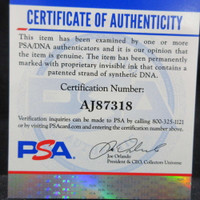 CERTIFICATE OF AUTHENTICITY
This item has been examined by one or more
PSA/DNA authenticators and it is our opinion that
the item is genuine. The item has been permanently
marked with proprietary invisible ink that contains a
patented strand of synthetic DNA.
Certification Number:
AJ87318
Verification inquiries can be made to PSA by calling 800-325-1121
or by visiting PSAcard.com and entering the certification number above.
PSA
Joe Orlando
President & CEO, Collectors Universe